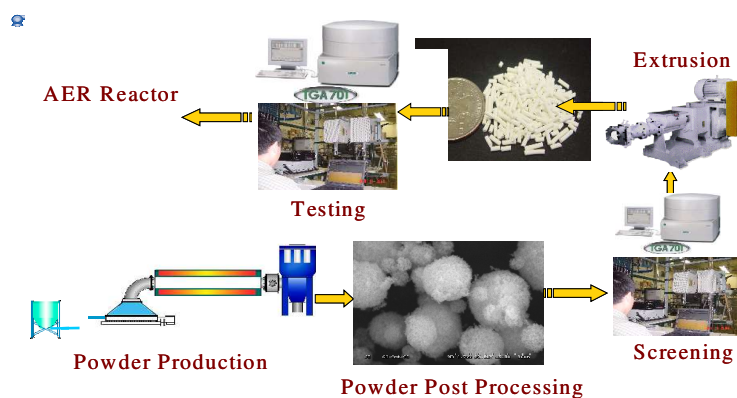 Extrusion
AER Reactor
TGA701
Testing
TGA701
Powder Production
Screening
Powder Post Processing